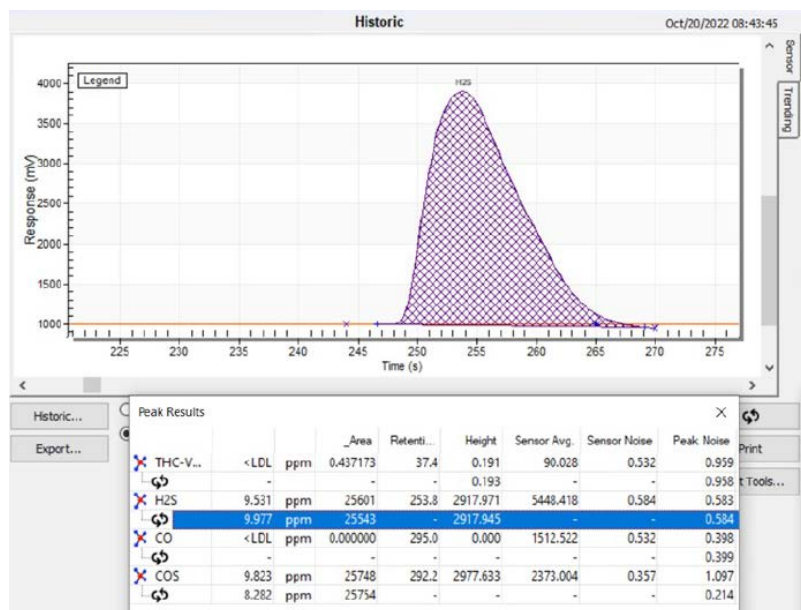 Historic Oct/20/2022 08:43:45
Sensor
Trending
Legend
H2S
Response (mV)
4000
3500
3000
2500
2000
1500
1000
225 230 235 240 245 250 255 260 265 270 275
Time (s)
Historic...
Export...
Print
t Tools...
Peak Results
_Area Retenti... Height Sensor Avg. Sensor Noise Peak Noise
THC-V... <LDL ppm 0.437173 37.4 0.191 90.028 0.532 0.959
- - - 0.193 - - 0.958
H2S 9.531 ppm 25601 253.8 2917.971 5448.418 0.584 0.583
9.977 ppm 25543 - 2917.945 - - 0.584
CO <LDL ppm 0.000000 295.0 0.000 1512.522 0.532 0.398
- - - - - - 0.399
COS 9.823 ppm 25748 292.2 2977.633 2373.004 0.357 1.097
8.282 ppm 25754 - - - - 0.214